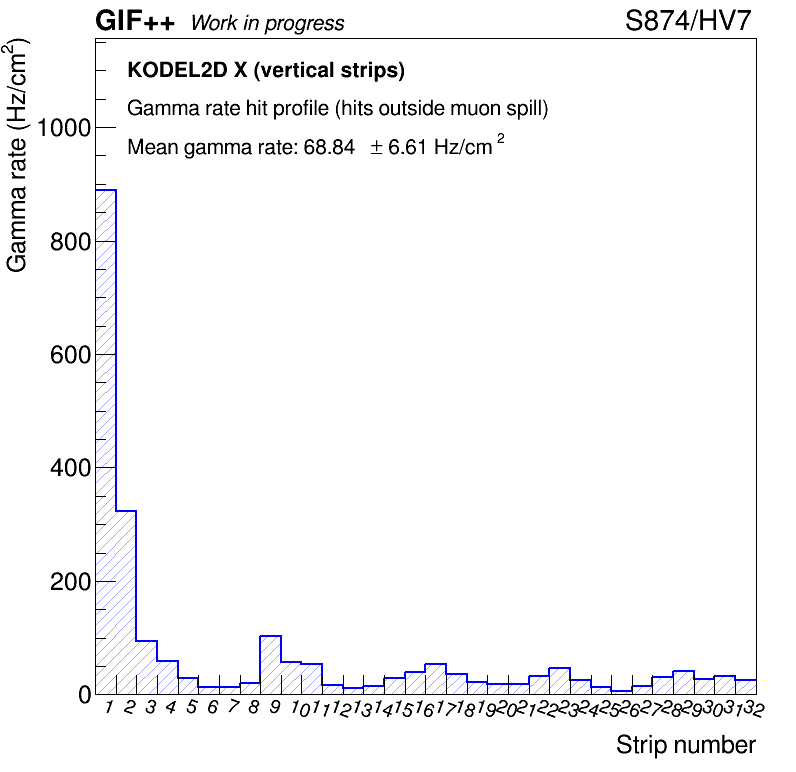 GIF++ Work in progress S874/HV7
KODEL2D X (vertical strips)
Gamma rate hit profile (hits outside muon spill)
Mean gamma rate: 68.84 ± 6.61 Hz/cm²
Gamma rate (Hz/cm²)
1000
800
600
400
200
0
1 2 3 4 5 6 7 8 9 10 11 12 13 14 15 16 17 18 19 20 21 22 23 24 25 26 27 28 29 30 31 32
Strip number